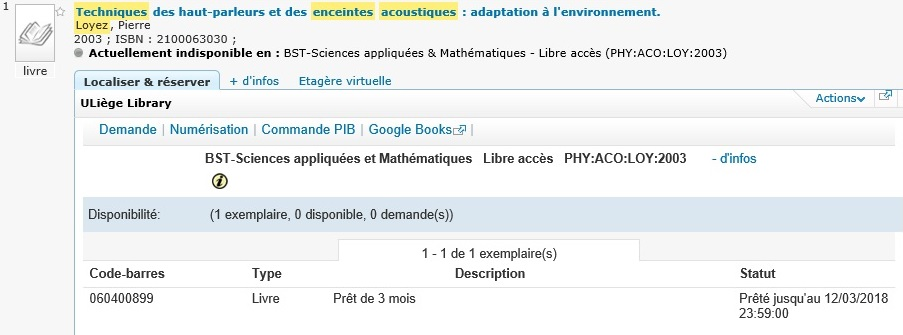 1
Techniques des haut-parleurs et des enceintes acoustiques : adaptation à l'environnement.
Loyez, Pierre
2003 ; ISBN : 2100063030 ;
Actuellement indisponible en : BST-Sciences appliquées & Mathématiques - Libre accès (PHY:ACO:LOY:2003)
livre
Localiser & réserver + d'infos Etagère virtuelle
ULiège Library Actions
Demande | Numérisation | Commande PIB | Google Books |
BST-Sciences appliquées et Mathématiques Libre accès PHY:ACO:LOY:2003 - d'infos
i
Disponibilité: (1 exemplaire, 0 disponible, 0 demande(s))
1 - 1 de 1 exemplaire(s)
Code-barres Type Description Statut
060400899 Livre Prêt de 3 mois Prêté jusqu'au 12/03/2018
23:59:00